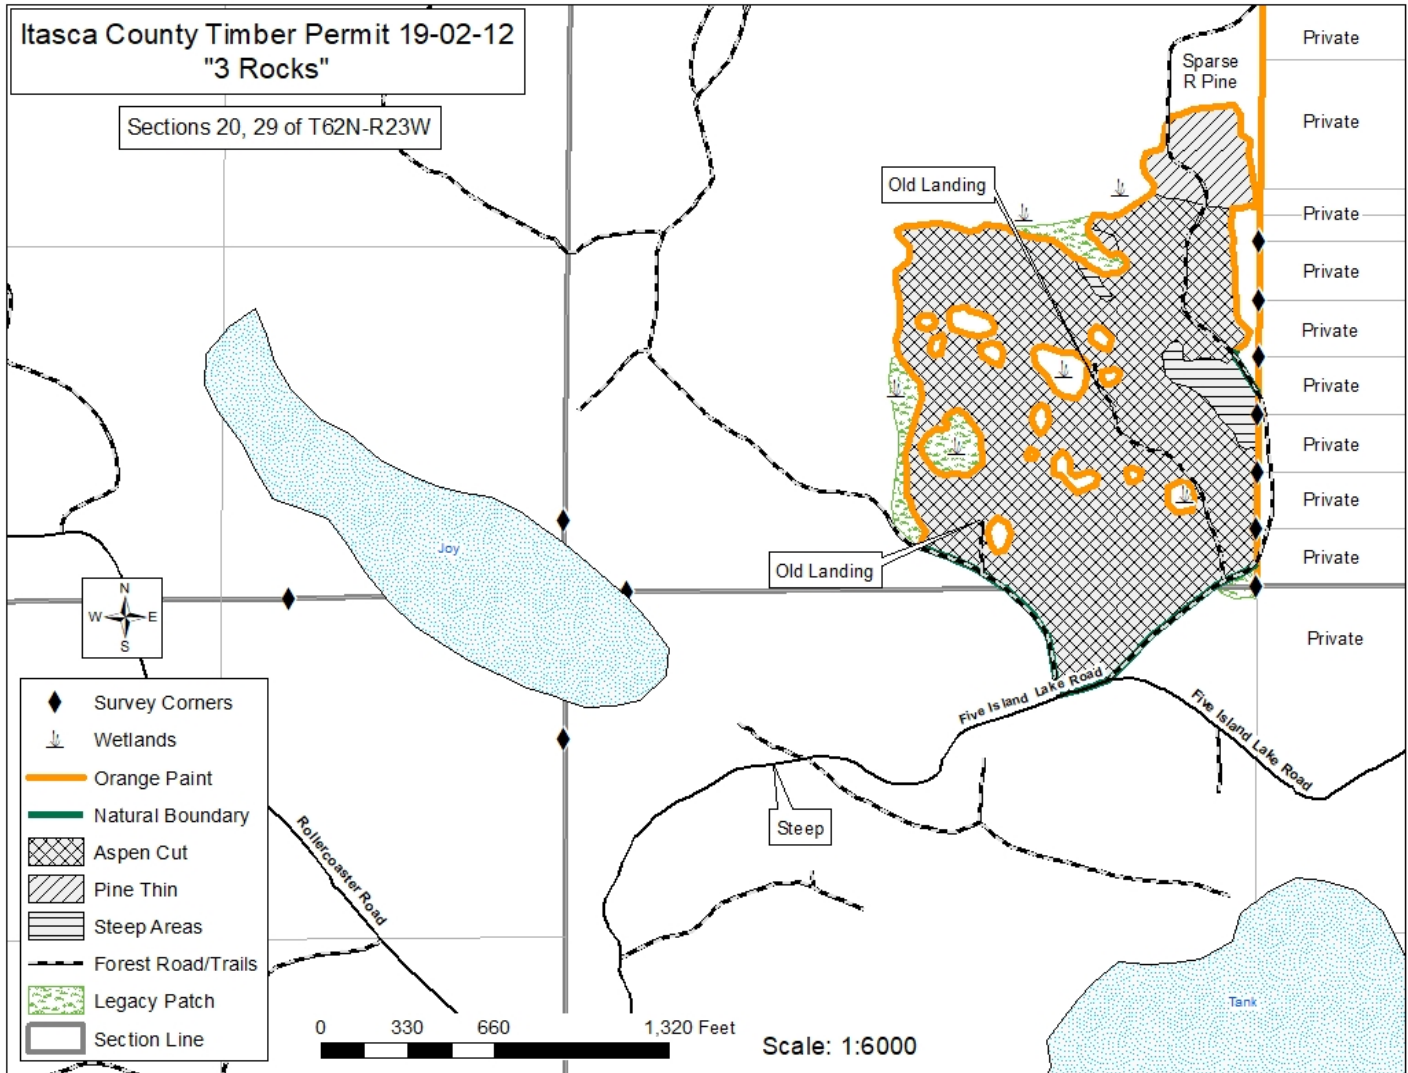 Itasca County Timber Permit 19-02-12
"3 Rocks"
Sections 20, 29 of T62N-R23W
Sparse
R Pine
Private
Private
Private
Private
Private
Private
Private
Private
Private
Private
Old Landing
Old Landing
Joy
N
W E
S
Five Island Lake Road
Five Island Lake Road
Steep
Rollercoaster Road
Tank
Survey Corners
Wetlands
Orange Paint
Natural Boundary
Aspen Cut
Pine Thin
Steep Areas
Forest Road/Trails
Legacy Patch
Section Line
0 330 660 1,320 Feet
Scale: 1:6000